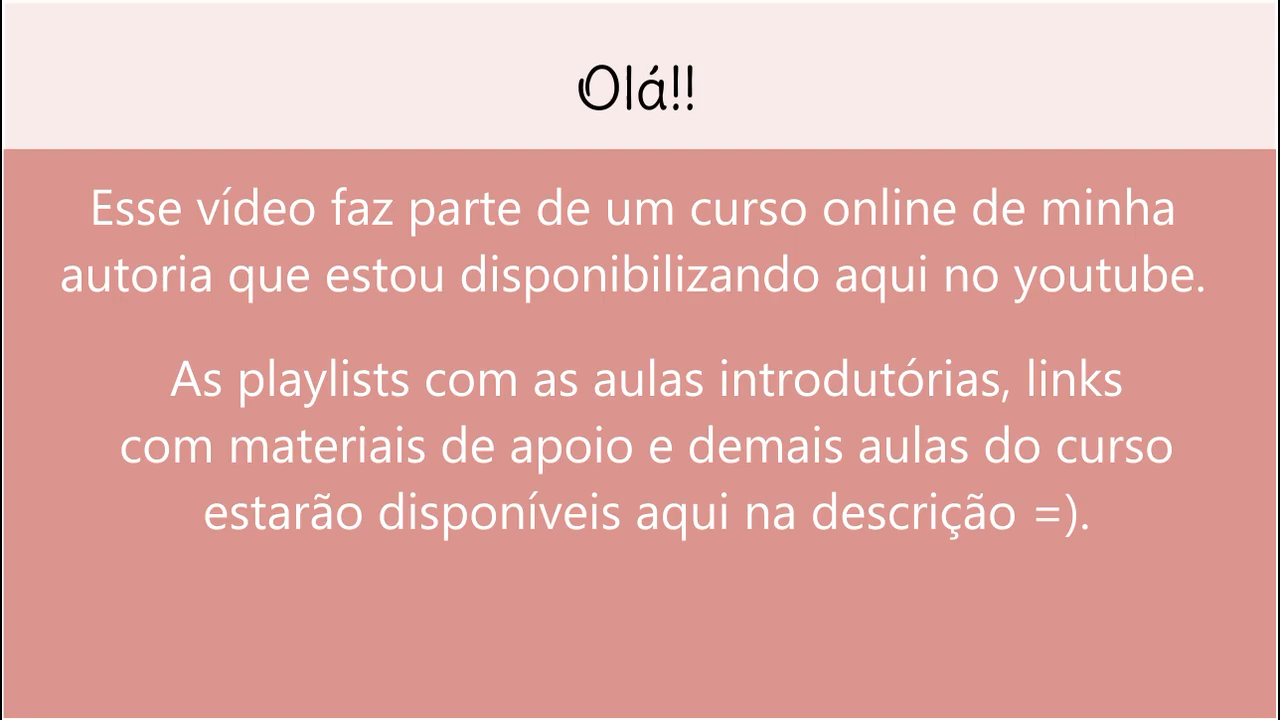 Olá!!
Esse vídeo faz parte de um curso online de minha
autoria que estou disponibilizando aqui no youtube.
As playlists com as aulas introdutórias, links
com materiais de apoio e demais aulas do curso
estarão disponíveis aqui na descrição =).